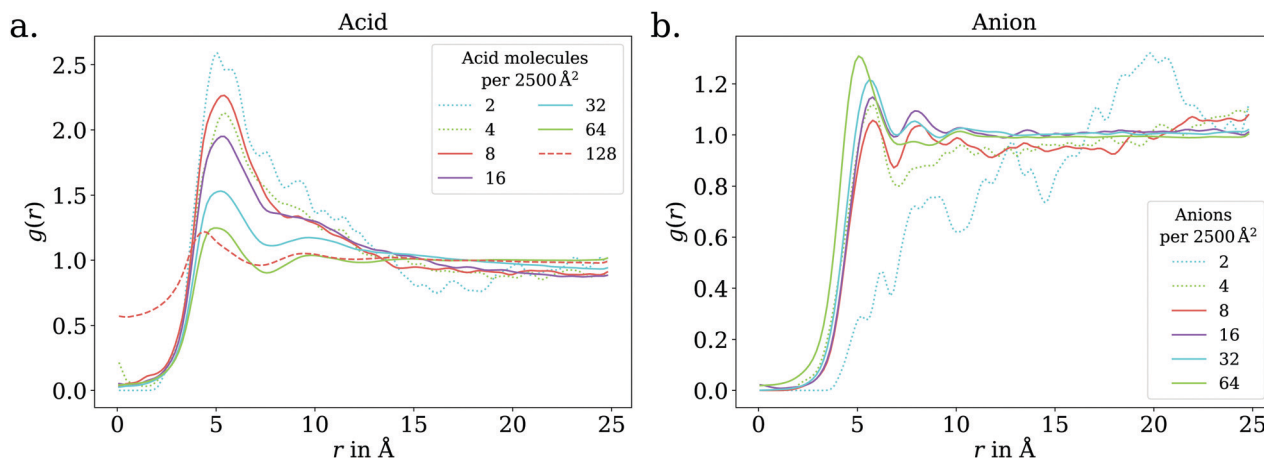 a.
Acid
g(r)
2.5
2.0
1.5
1.0
0.5
0.0
0 5 10 15 20 25
r in Å
Acid molecules
per 2500 Å²
2 32
4 64
8 128
16
b.
Anion
g(r)
1.2
1.0
0.8
0.6
0.4
0.2
0.0
0 5 10 15 20 25
r in Å
Anions
per 2500 Å²
2
4
8
16
32
64